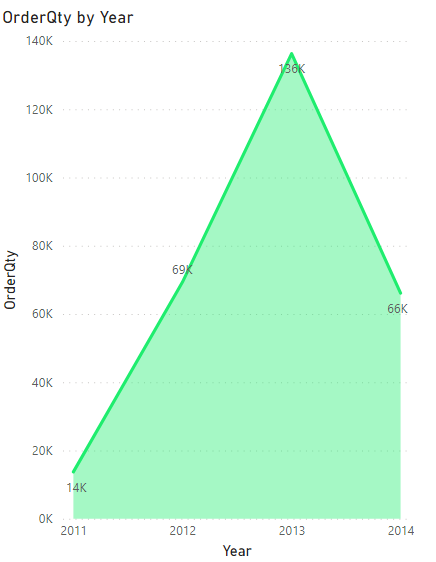 OrderQty by Year
140K
120K
100K
80K
60K
40K
20K
0K
OrderQty
14K
69K
136K
66K
2011 2012 2013 2014
Year